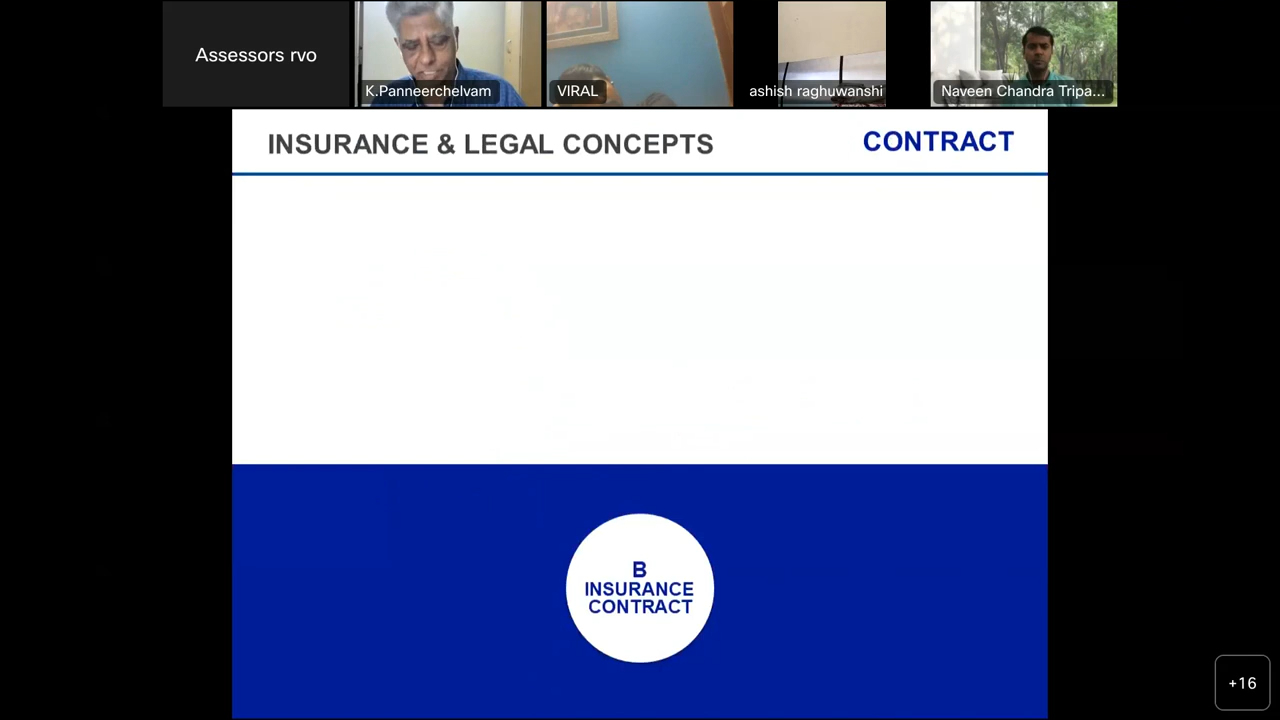 Assessors rvo
K.Panneerchelvam
VIRAL
ashish raghuwanshi
Naveen Chandra Tripa...
INSURANCE & LEGAL CONCEPTS
CONTRACT
B
INSURANCE
CONTRACT
+16